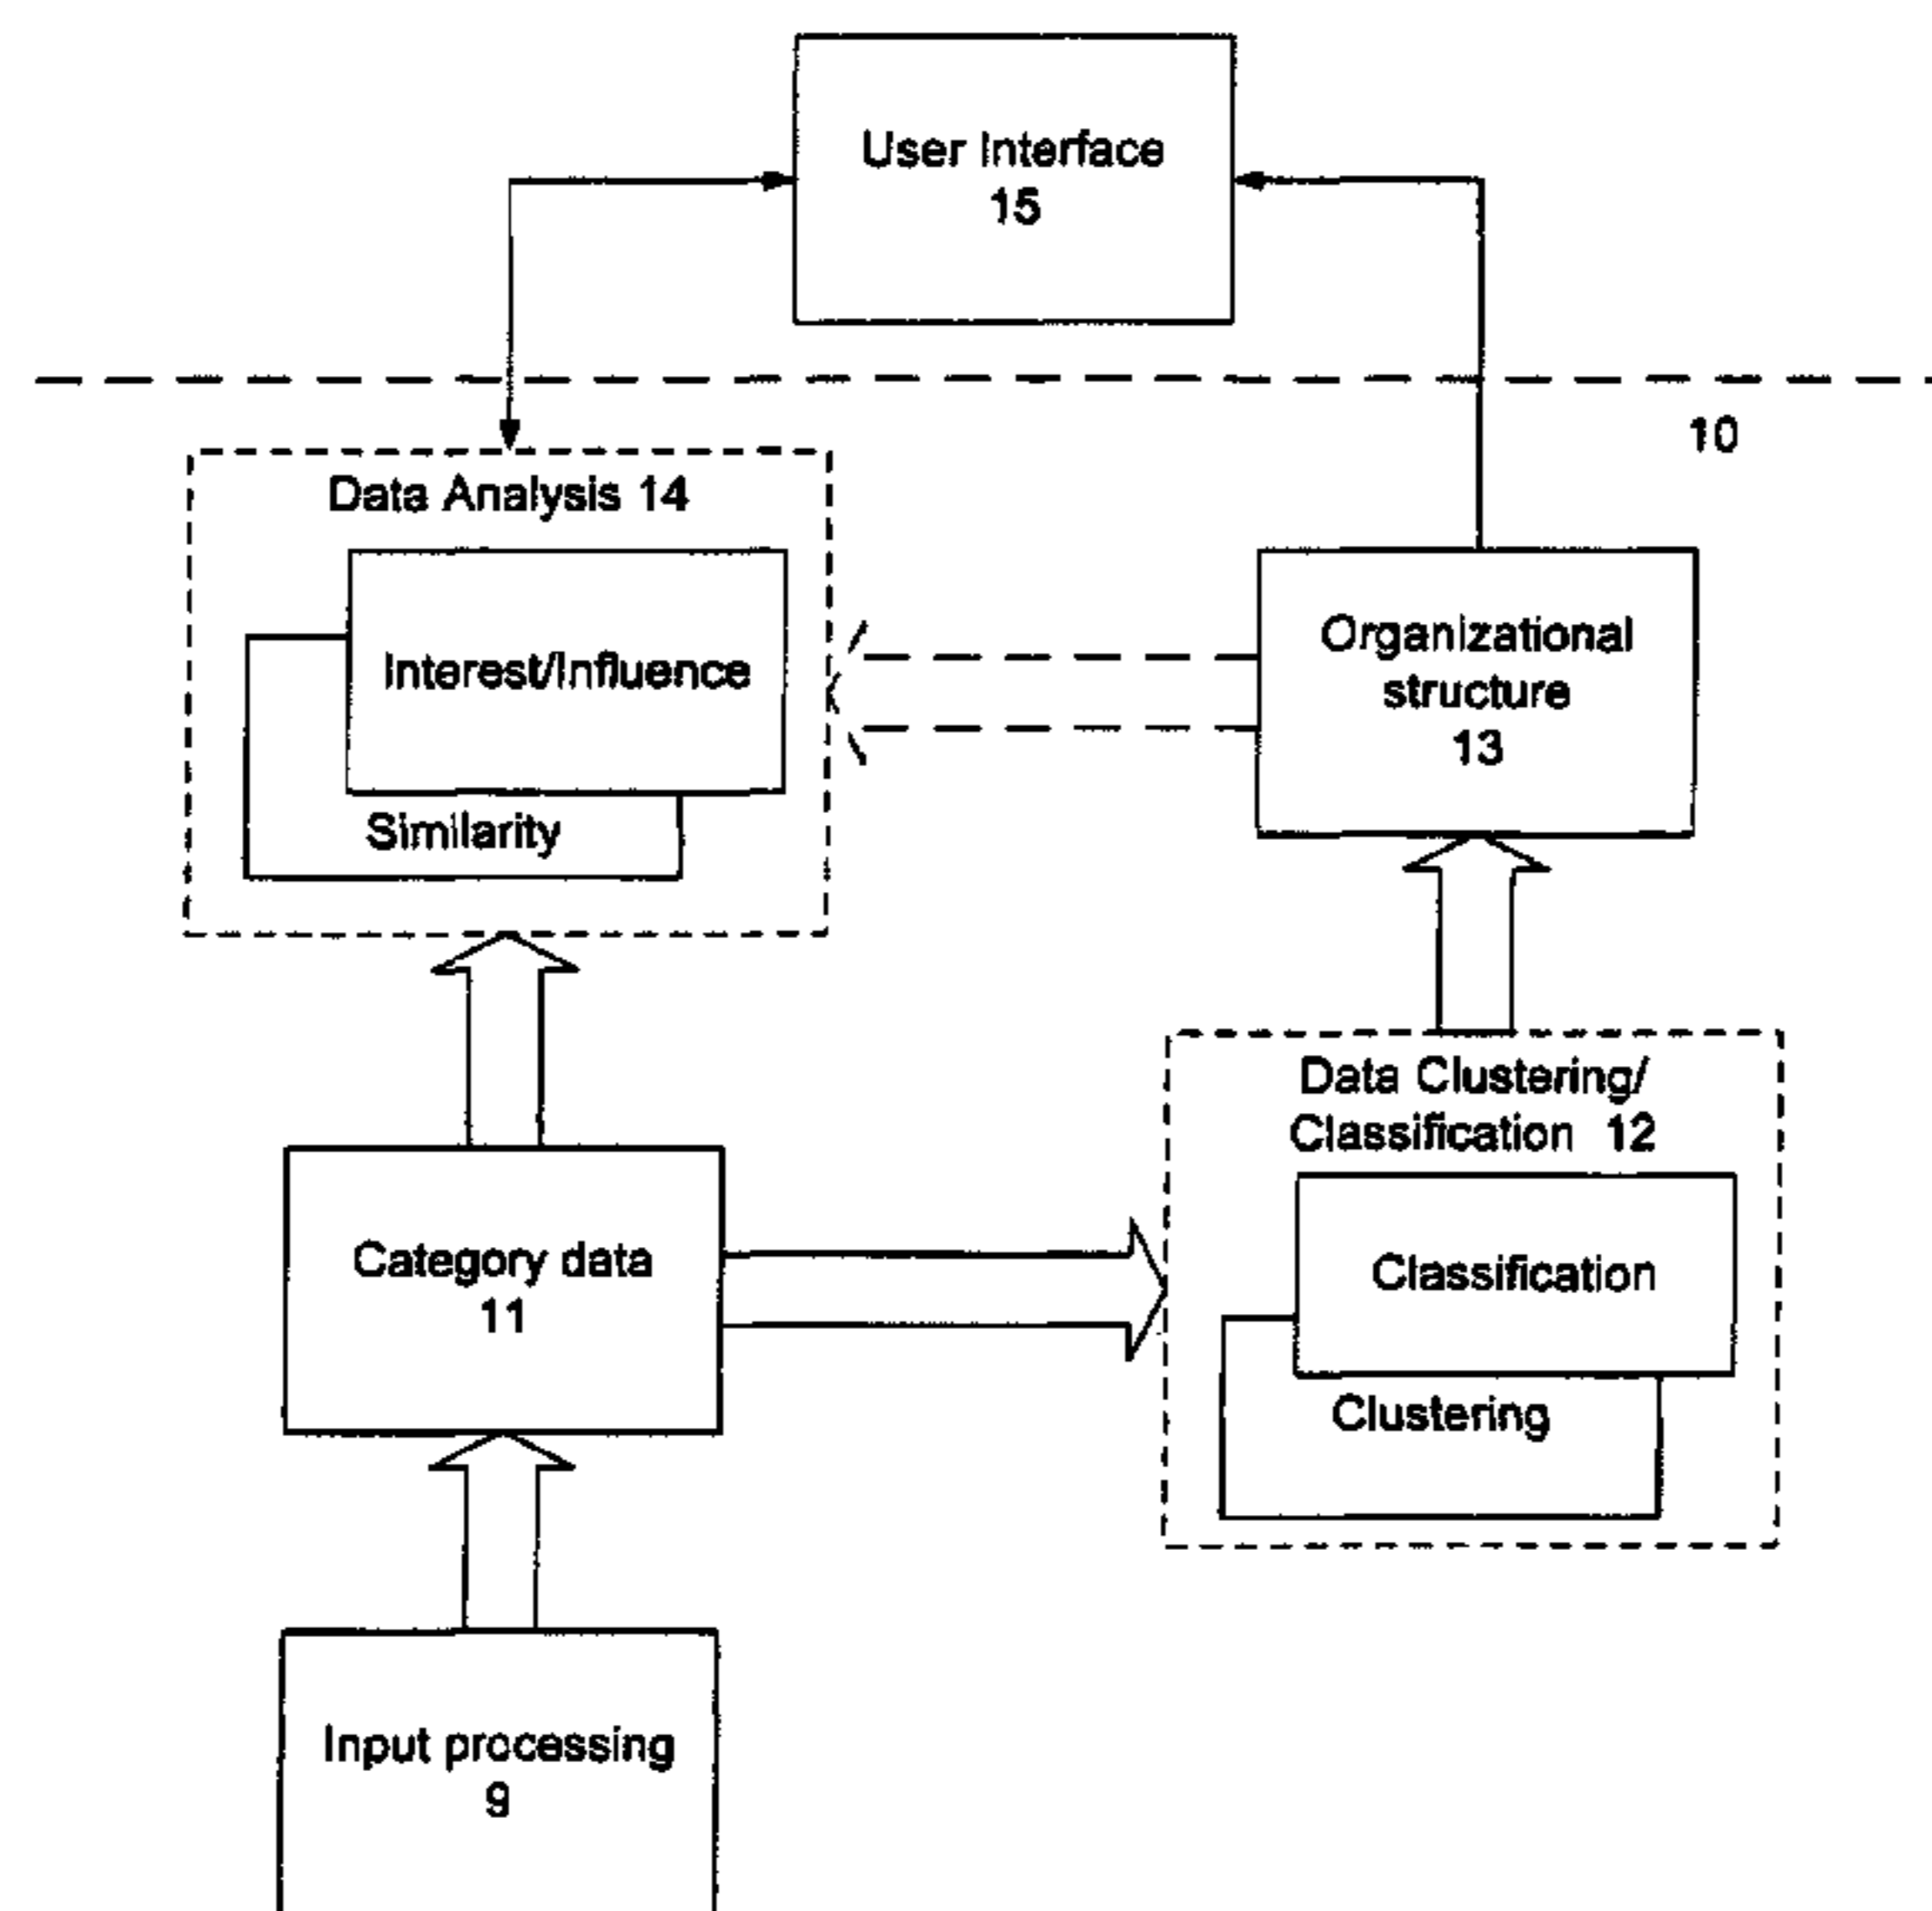 User Interface
15
10
Data Analysis 14
Interest/Influence
Similarity
Organizational
structure
13
Data Clustering/
Classification 12
Classification
Clustering
Category data
11
Input processing
9